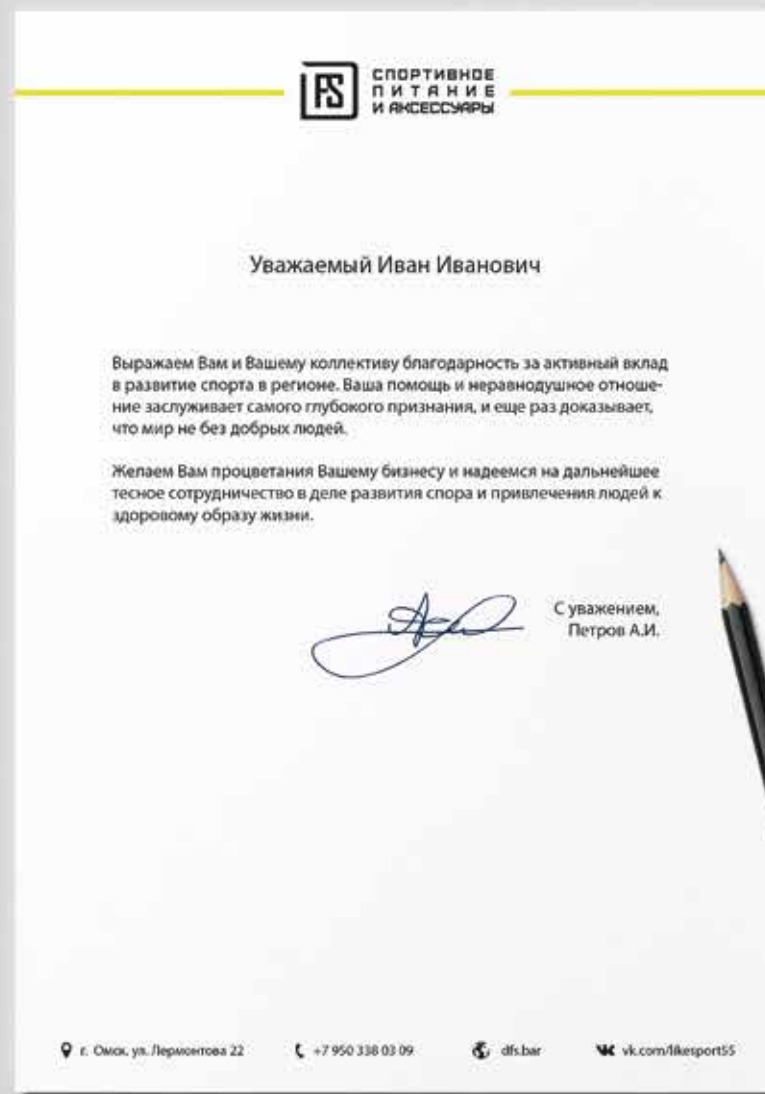 FS
СПОРТИВНОЕ
ПИТАНИЕ
И АКСЕССУАРЫ
Уважаемый Иван Иванович
Выражаем Вам и Вашему коллективу благодарность за активный вклад
в развитие спорта в регионе. Ваша помощь и неравнодушное отноше-
ние заслуживает самого глубокого признания, и еще раз доказывает,
что мир не без добрых людей.
Желаем Вам процветания Вашему бизнесу и надеемся на дальнейшее
тесное сотрудничество в деле развития спора и привлечения людей к
здоровому образу жизни.
С уважением,
Петров А.И.
г. Омск, ул. Лермонтова 22
+7 950 338 03 09
dfs.bar
vk.com/likesport55